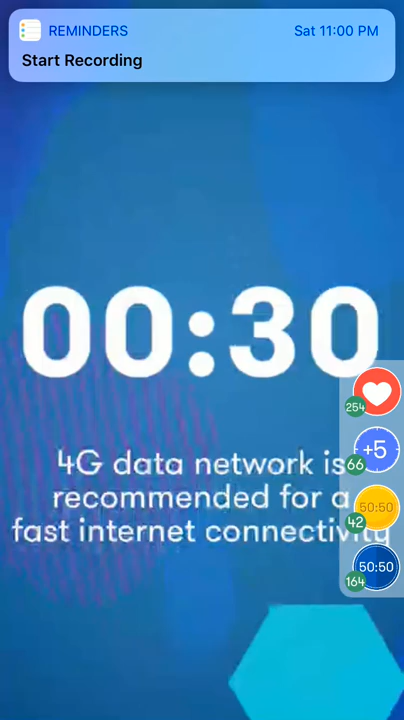 REMINDERS
Sat 11:00 PM
Start Recording
00:30
4G data network is
recommended for a
fast internet connectivity
254
+5
66
50:50
42
50:50
164